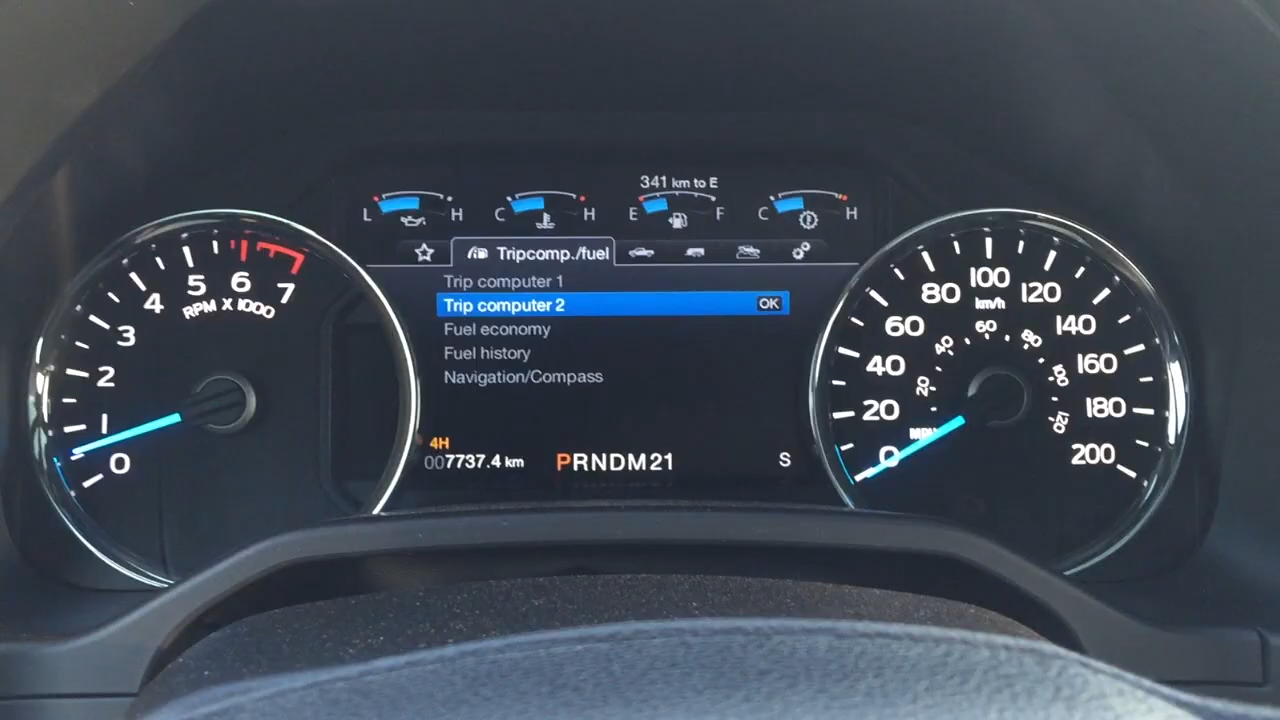 341 km to E
L H C H E F C H
Tripcomp./fuel
Trip computer 1
Trip computer 2 OK
Fuel economy
Fuel history
Navigation/Compass
4H
007737.4 km PRNDM21 S
0 1 2 3 4 5 6 7
RPM X 1000
0 20 40 60 80 100 120 140 160 180 200
km/h
20 40 60 80 100 120
MPH